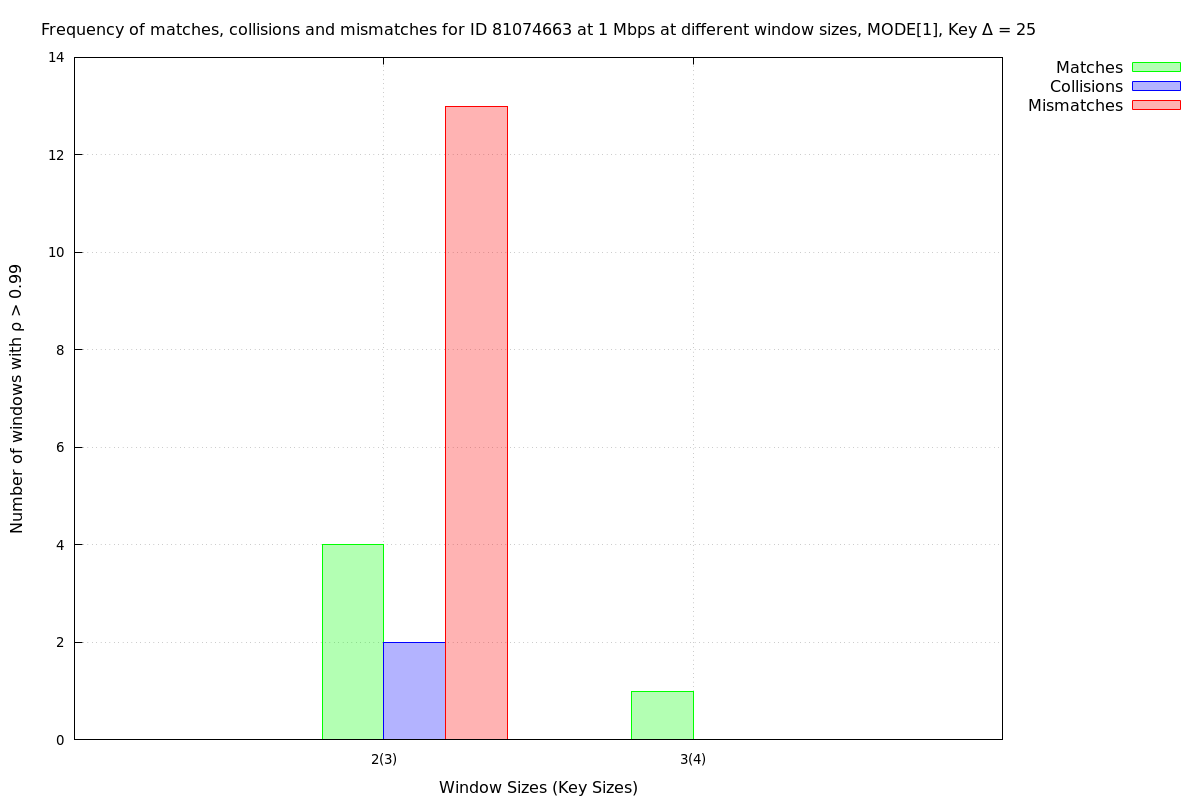 Frequency of matches, collisions and mismatches for ID 81074663 at 1 Mbps at different window sizes, MODE[1], Key Δ = 25
Matches
Collisions
Mismatches
Number of windows with ρ > 0.99
14
12
10
8
6
4
2
0
2(3)
3(4)
Window Sizes (Key Sizes)